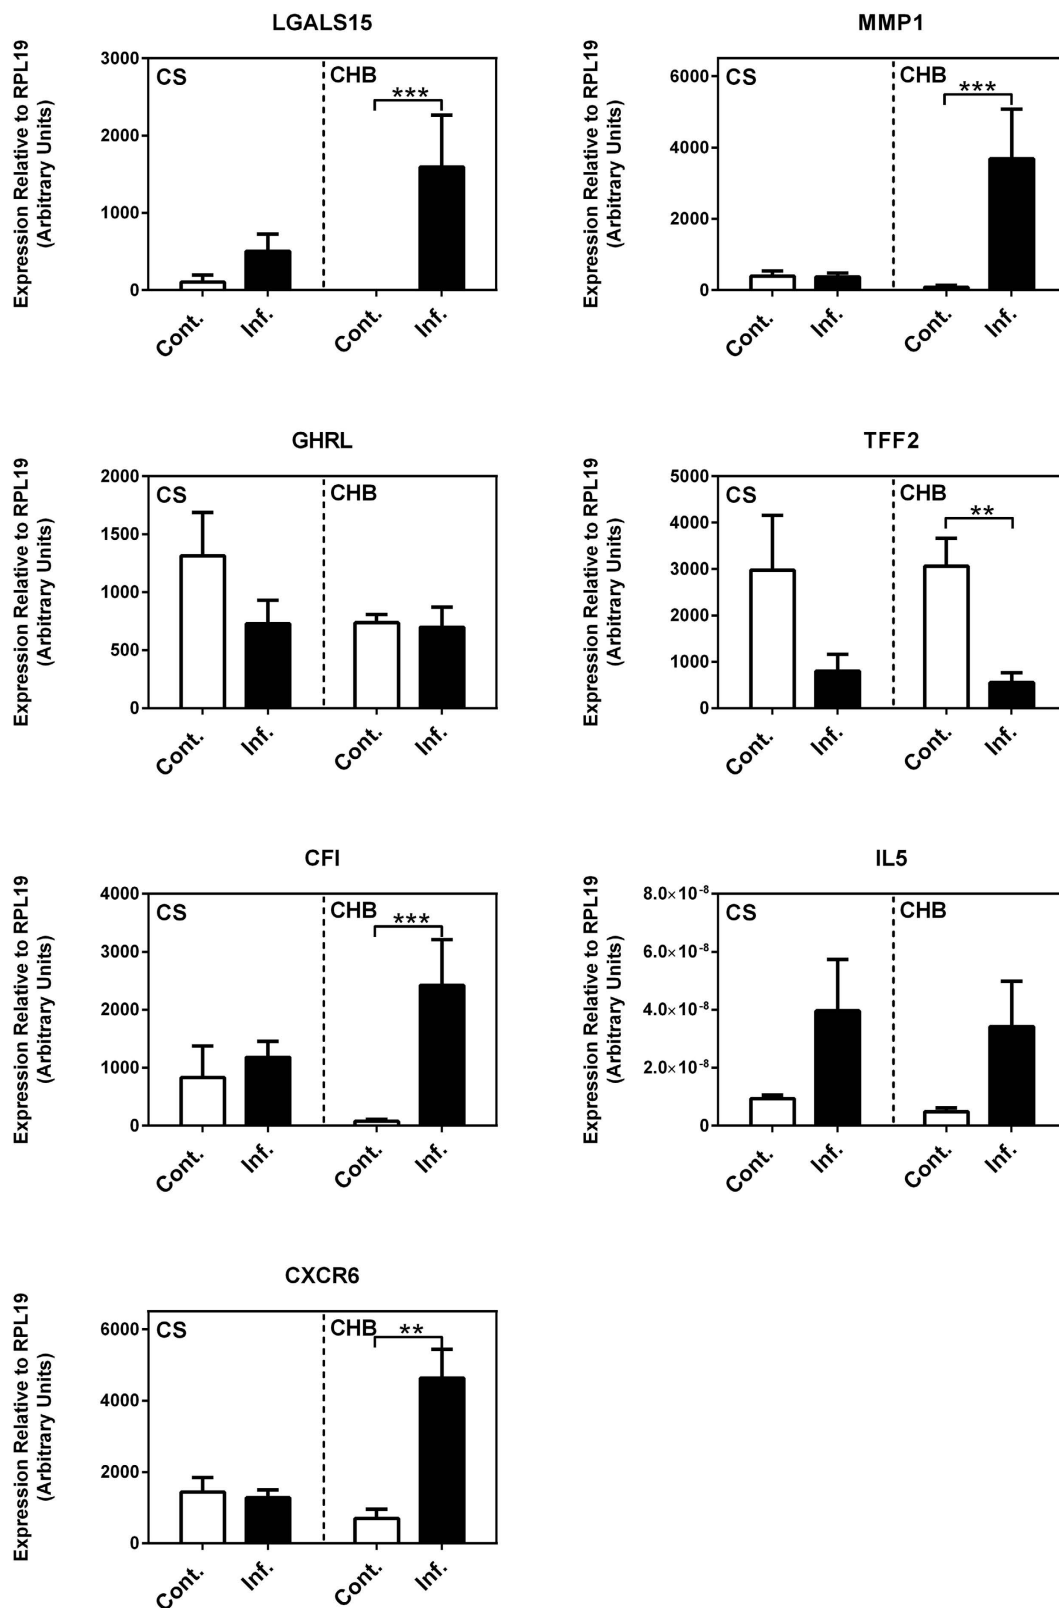 LGALS15
Expression Relative to RPL19
(Arbitrary Units)
3000
2000
1000
0
CS
CHB
***
Cont.
Inf.
Cont.
Inf.
MMP1
Expression Relative to RPL19
(Arbitrary Units)
6000
4000
2000
0
CS
CHB
***
Cont.
Inf.
Cont.
Inf.
GHRL
Expression Relative to RPL19
(Arbitrary Units)
2000
1500
1000
500
0
CS
CHB
Cont.
Inf.
Cont.
Inf.
TFF2
Expression Relative to RPL19
(Arbitrary Units)
5000
4000
3000
2000
1000
0
CS
CHB
**
Cont.
Inf.
Cont.
Inf.
CFI
Expression Relative to RPL19
(Arbitrary Units)
4000
3000
2000
1000
0
CS
CHB
***
Cont.
Inf.
Cont.
Inf.
IL5
Expression Relative to RPL19
(Arbitrary Units)
8.0×10⁻⁸
6.0×10⁻⁸
4.0×10⁻⁸
2.0×10⁻⁸
0
CS
CHB
Cont.
Inf.
Cont.
Inf.
CXCR6
Expression Relative to RPL19
(Arbitrary Units)
6000
4000
2000
0
CS
CHB
**
Cont.
Inf.
Cont.
Inf.